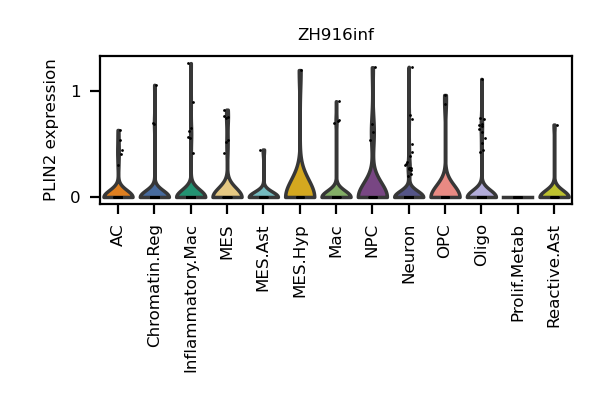 ZH916inf
PLIN2 expression
1
0
AC
Chromatin.Reg
Inflammatory.Mac
MES
MES.Ast
MES.Hyp
Mac
NPC
Neuron
OPC
Oligo
Prolif.Metab
Reactive.Ast